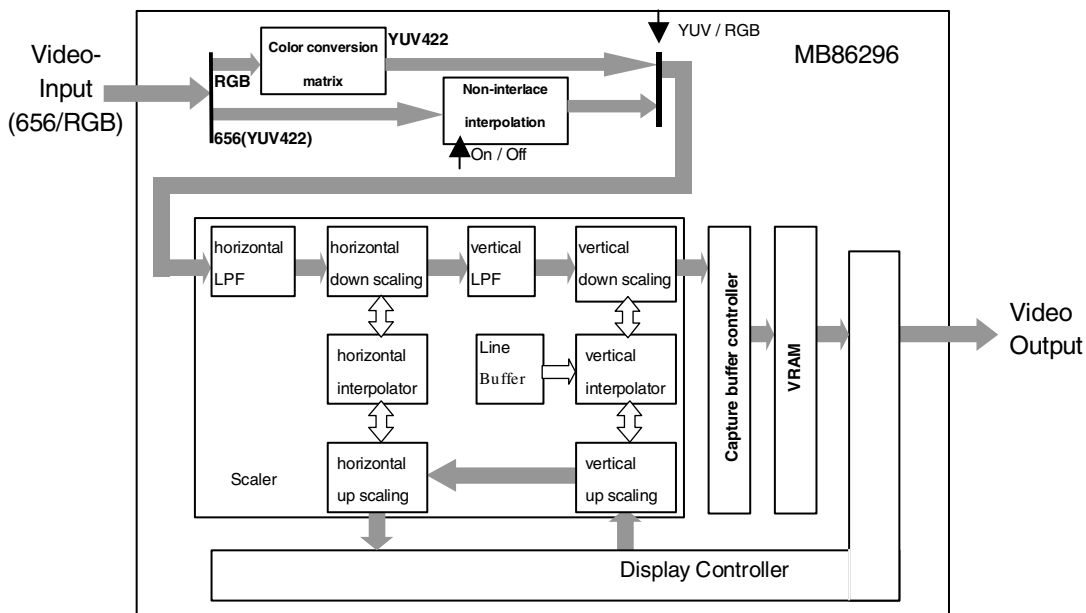 Video-
Input
(656/RGB)
RGB
Color conversion
matrix
YUV422
656(YUV422)
Non-interlace
interpolation
On / Off
YUV / RGB
MB86296
horizontal
LPF
horizontal
down scaling
vertical
LPF
vertical
down scaling
horizontal
interpolator
Line
Buffer
vertical
interpolator
Scaler
horizontal
up scaling
vertical
up scaling
Capture buffer controller
VRAM
Video
Output
Display Controller